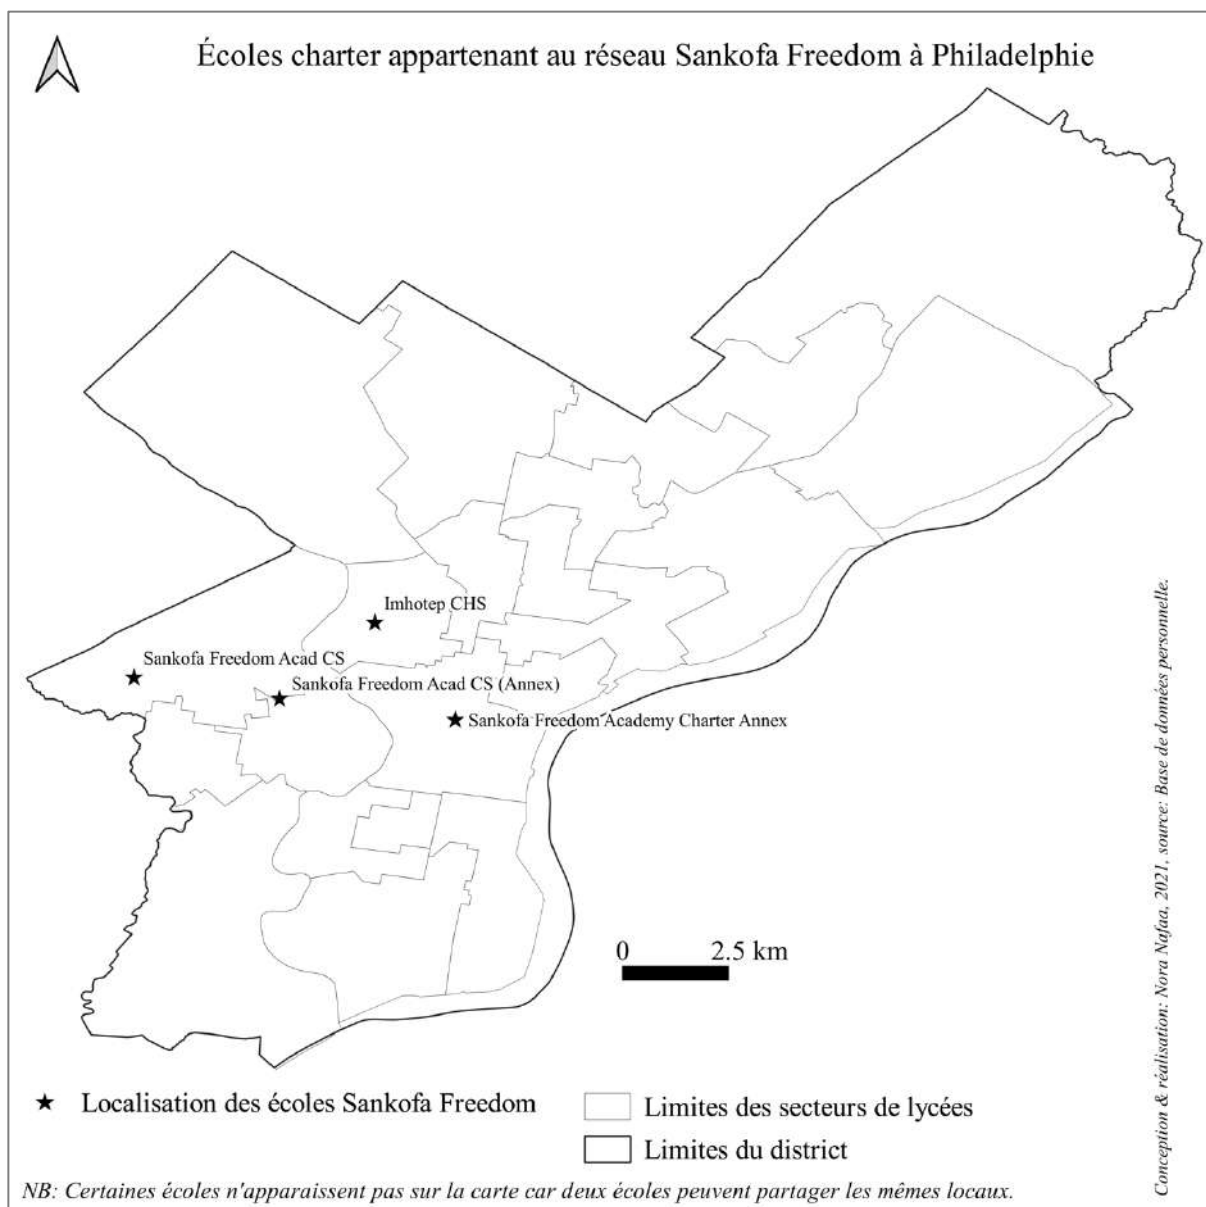 Écoles charter appartenant au réseau Sankofa Freedom à Philadelphie
Imhotep CHS
Sankofa Freedom Acad CS
Sankofa Freedom Acad CS (Annex)
Sankofa Freedom Academy Charter Annex
0 2.5 km
Conception & réalisation: Nora Nafaa, 2021, source: Base de données personnelle.
Localisation des écoles Sankofa Freedom
Limites des secteurs de lycées
Limites du district
NB: Certaines écoles n'apparaissent pas sur la carte car deux écoles peuvent partager les mêmes locaux.